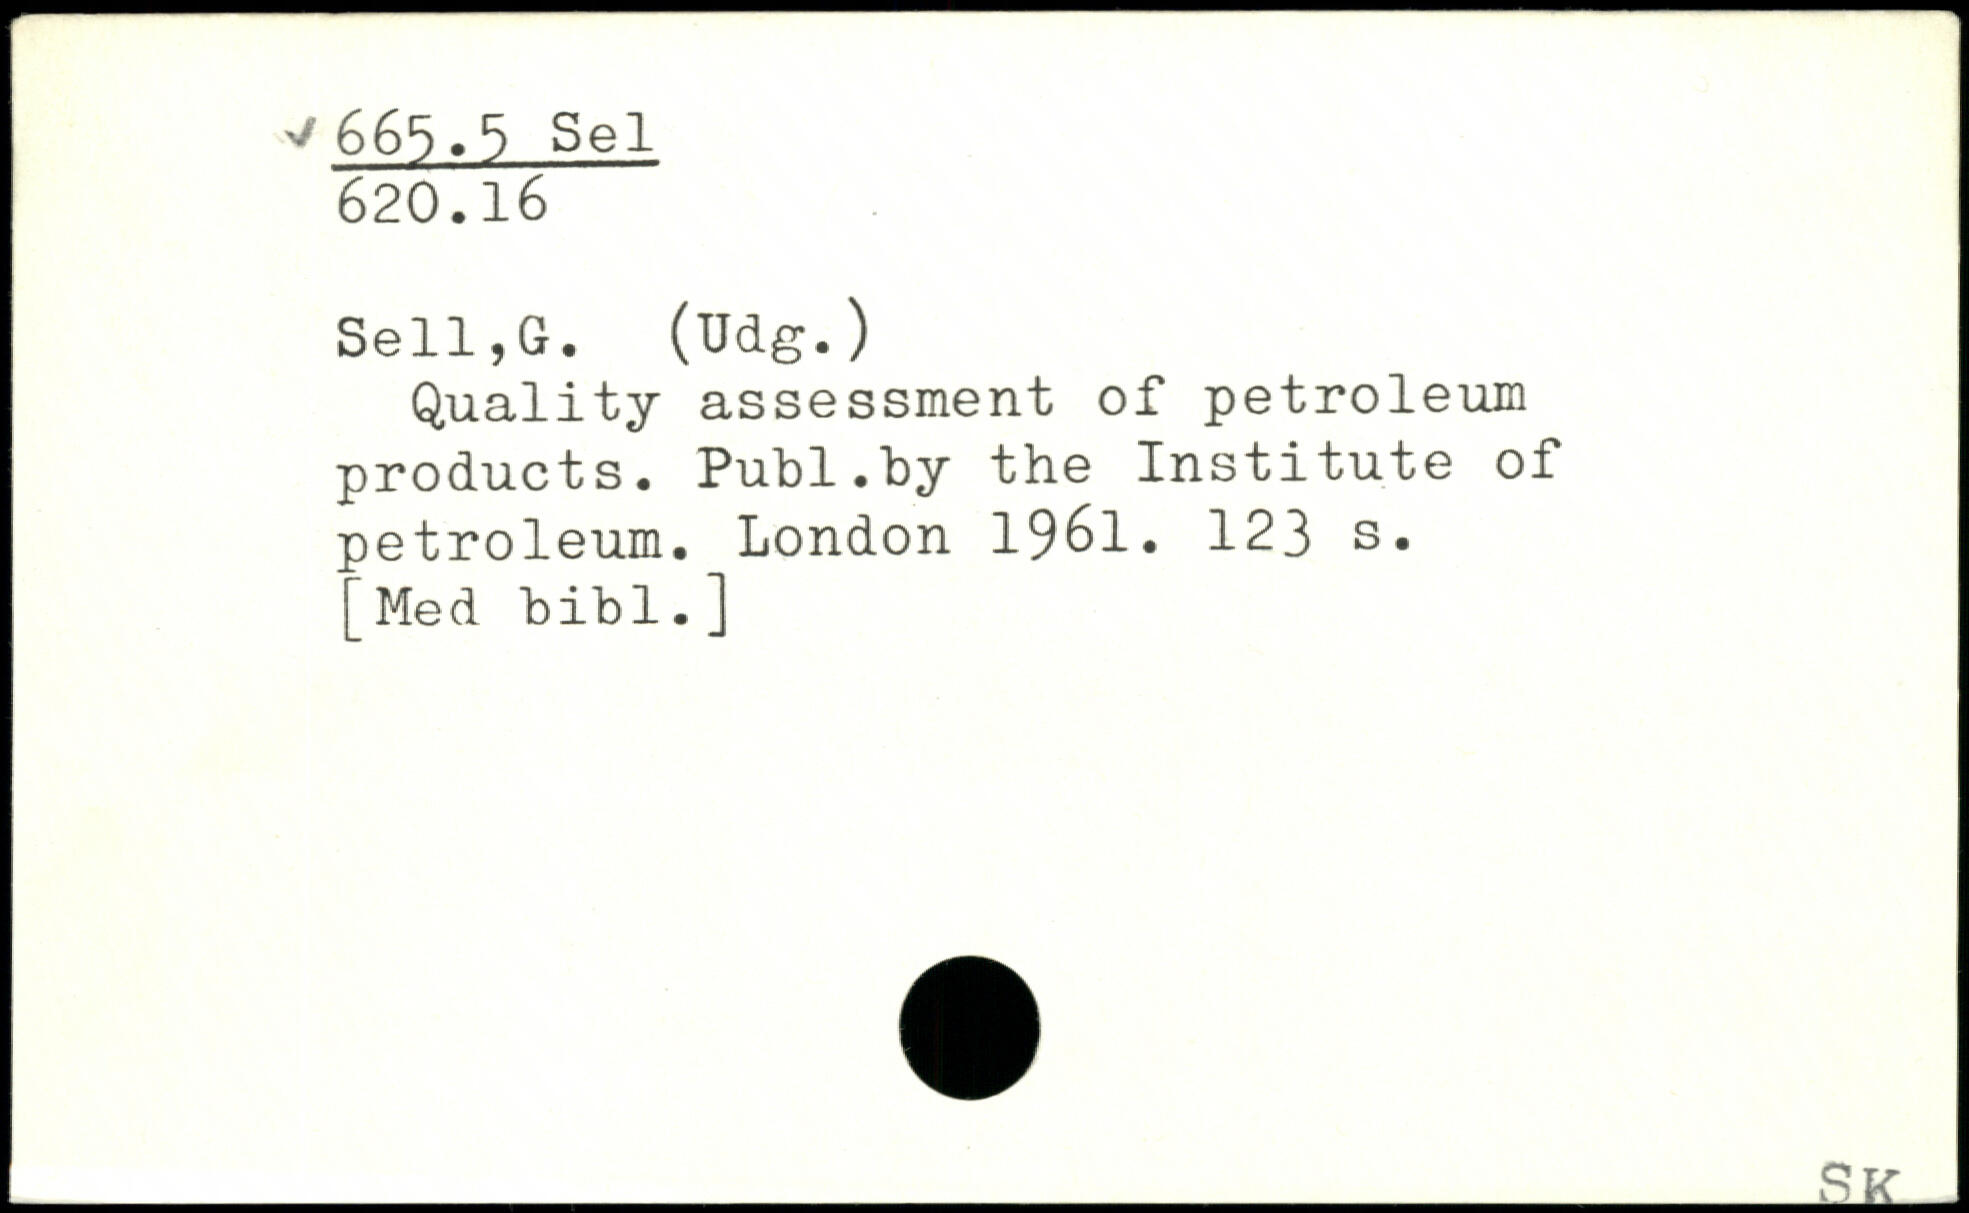 ✓ 665.5 Sel
620.16
Sell,G. (Udg.)
Quality assessment of petroleum
products. Publ.by the Institute of
petroleum. London 1961. 123 s.
[Med bibl.]
SK